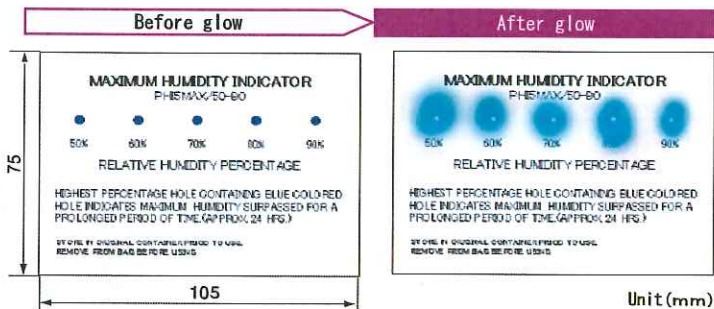 Before glow
After glow
MAXIMUM HUMIDITY INDICATOR
PHISMAX/50-90
50% 60% 70% 80% 90%
RELATIVE HUMIDITY PERCENTAGE
HIGHEST PERCENTAGE HOLE CONTAINING BLUE COLORED
HOLE INDICATES MAXIMUM HUMIDITY SURPASSED FOR A
PROLONGED PERIOD OF TIME.(APPROX. 24 HRS.)
STORE IN ORIGINAL CONTAINER PRIOD TO USE.
REMOVE FROM BAG BEFORE USING
75
105
MAXIMUM HUMIDITY INDICATOR
PHISMAX/50-90
50% 60% 70% 90%
RELATIVE HUMIDITY PERCENTAGE
HIGHEST PERCENTAGE HOLE CONTAINING BLUE COLORED
HOLE INDICATES MAXIMUM HUMIDITY SURPASSED FOR A
PROLONGED PERIOD OF TIME.(APPROX. 24 HRS.)
STORE IN ORIGINAL CONTAINER PRIOD TO USE.
REMOVE FROM BAG BEFORE USING
Unit(mm)